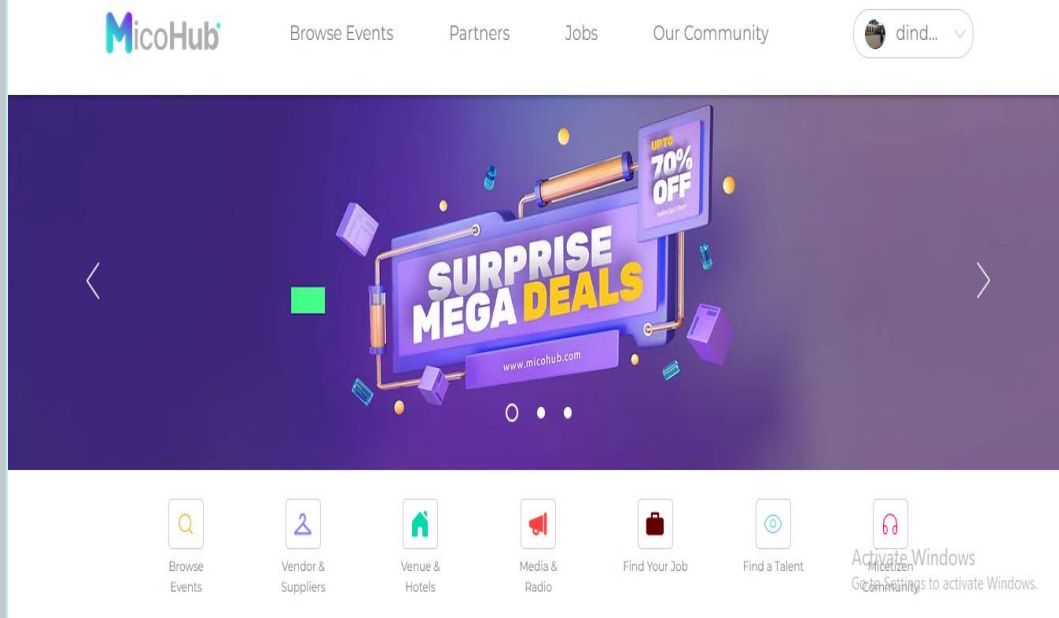 MicoHub
Browse Events
Partners
Jobs
Our Community
dind...
UP TO
70%
OFF
SURPRISE
MEGA DEALS
www.micohub.com
Browse
Events
Vendor &
Suppliers
Venue &
Hotels
Media &
Radio
Find Your Job
Find a Talent
Micetizen
Community
Activate Windows
Go to Settings to activate Windows.